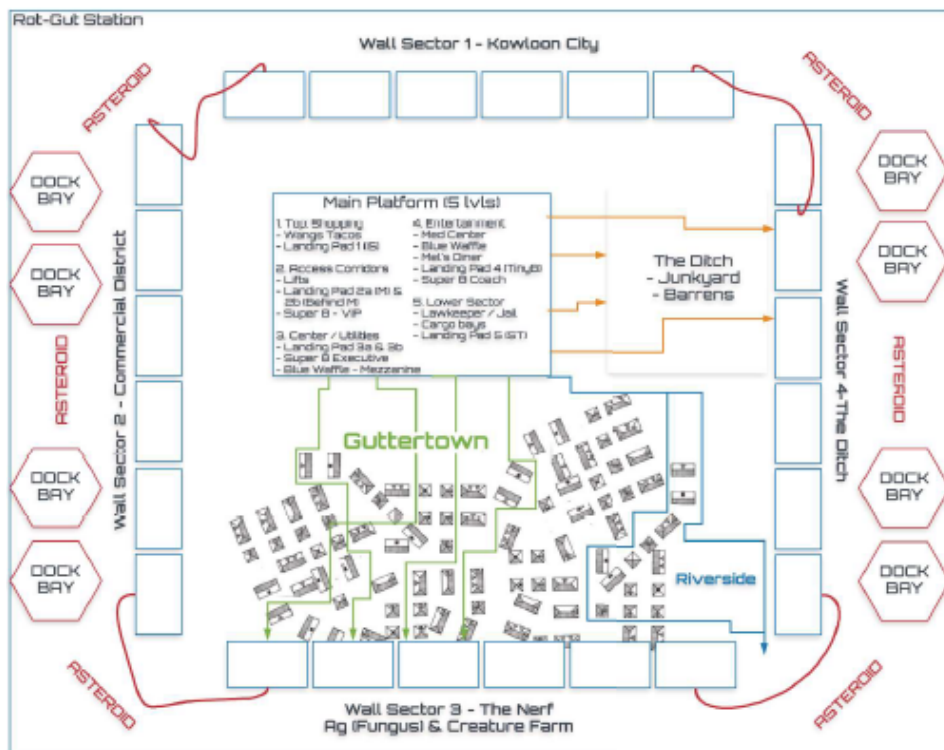 Rot-Gut Station
Wall Sector 1 - Kowloon City
ASTEROID
ASTEROID
DOCK BAY
DOCK BAY
DOCK BAY
DOCK BAY
ASTEROID
ASTEROID
Wall Sector 2 - Commercial District
Main Platform (5 lvls)
1. Top. Shopping
- Wangs Tacos
- Landing Pad 1 (IS)
2. Access Corridors
- Lifts
- Landing Pad 2a (M) &
2b (Behind M)
- Super 8 - VIP
3. Center / Utilities
- Landing Pad 3a & 3b
- Super 8 Executive
- Blue Waffle - Mezzanine
4. Entertainment
- Med Center
- Blue Waffle
- Mel's Diner
- Landing Pad 4 (TinyB)
- Super 8 Coach
5. Lower Sector
- Lawkeeper / Jail
- Cargo bays
- Landing Pad 5 (GT)
The Ditch
- Junkyard
- Barrens
Wall Sector 4-The Ditch
DOCK BAY
DOCK BAY
DOCK BAY
DOCK BAY
ASTEROID
ASTEROID
Guttertown
Riverside
Wall Sector 3 - The Nerf
Ag (Fungus) & Creature Farm